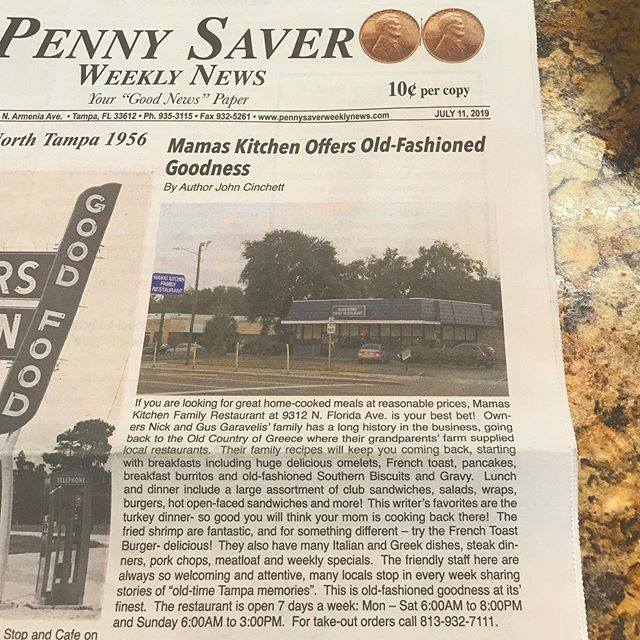 PENNY SAVER
WEEKLY NEWS
Your “Good News” Paper
10¢ per copy
N. Armenia Ave. • Tampa, FL 33612 • Ph. 935-3115 • Fax 932-5261 • www.pennysaverweeklynews.com
JULY 11, 2019
orth Tampa 1956
GOOD FOOD
RS
N
TELEPHONE
Stop and Cafe on
Mamas Kitchen Offers Old-Fashioned
Goodness
By Author John Cinchett
MAMAS KITCHEN
FAMILY
RESTAURANT
If you are looking for great home-cooked meals at reasonable prices, Mamas
Kitchen Family Restaurant at 9312 N. Florida Ave. is your best bet! Own-
ers Nick and Gus Garavelis’ family has a long history in the business, going
back to the Old Country of Greece where their grandparents’ farm supplied
local restaurants. Their family recipes will keep you coming back, starting
with breakfasts including huge delicious omelets, French toast, pancakes,
breakfast burritos and old-fashioned Southern Biscuits and Gravy. Lunch
and dinner include a large assortment of club sandwiches, salads, wraps,
burgers, hot open-faced sandwiches and more! This writer’s favorites are the
turkey dinner- so good you will think your mom is cooking back there! The
fried shrimp are fantastic, and for something different – try the French Toast
Burger- delicious! They also have many Italian and Greek dishes, steak din-
ners, pork chops, meatloaf and weekly specials. The friendly staff here are
always so welcoming and attentive, many locals stop in every week sharing
stories of “old-time Tampa memories”. This is old-fashioned goodness at its’
finest. The restaurant is open 7 days a week: Mon – Sat 6:00AM to 8:00PM
and Sunday 6:00AM to 3:00PM. For take-out orders call 813-932-7111.